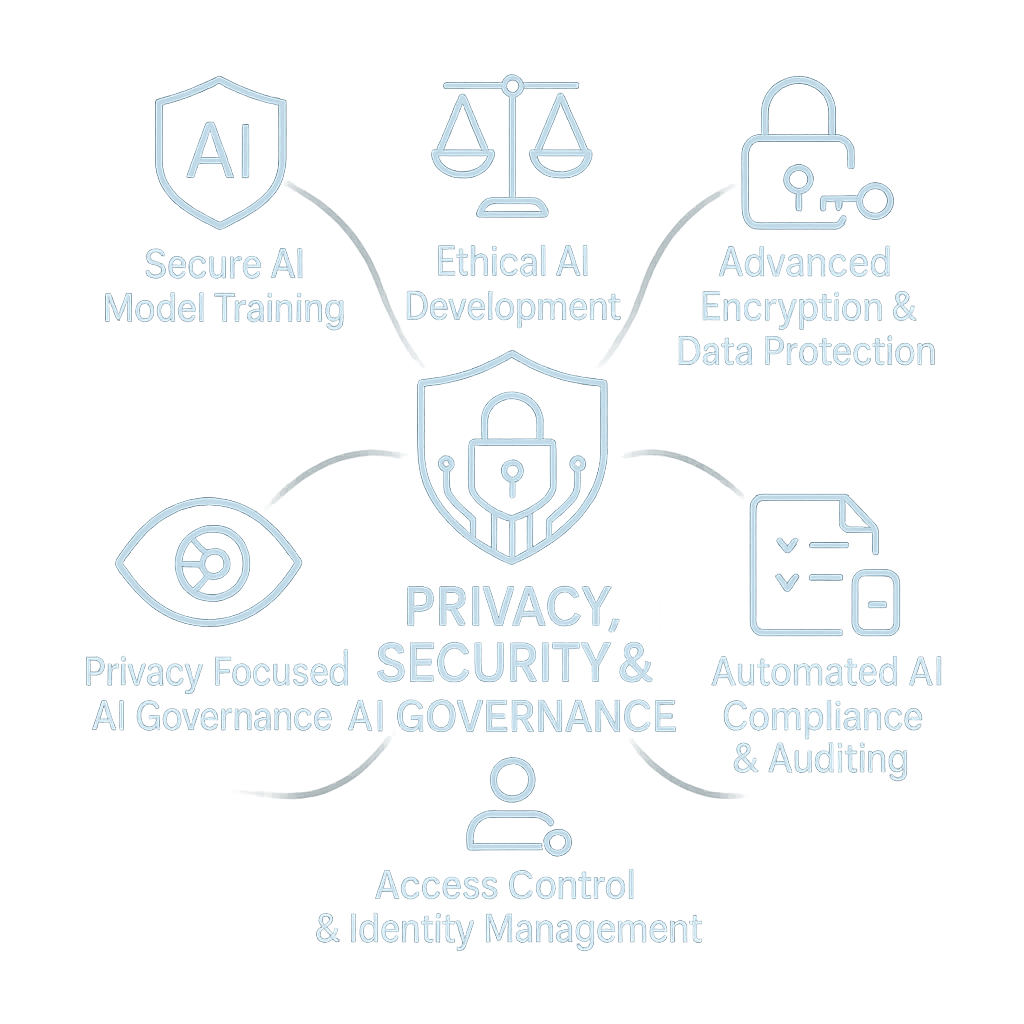 AI
Secure AI
Model Training
Ethical AI
Development
Advanced
Encryption &
Data Protection
Privacy Focused
AI Governance
PRIVACY,
SECURITY &
AI GOVERNANCE
Automated AI
Compliance
& Auditing
Access Control
& Identity Management